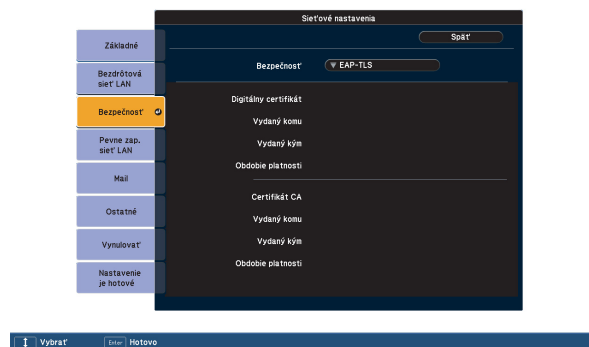 Sieťové nastavenia
Späť
Základné
Bezpečnosť
EAP-TLS
Bezdrôtová
sieť LAN
Digitálny certifikát
Bezpečnosť
Vydaný komu
Pevne zap.
sieť LAN
Vydaný kým
Obdobie platnosti
Mail
Certifikát CA
Ostatné
Vydaný komu
Vydaný kým
Vynulovať
Obdobie platnosti
Nastavenie
je hotové
Vybrať
Enter Hotovo